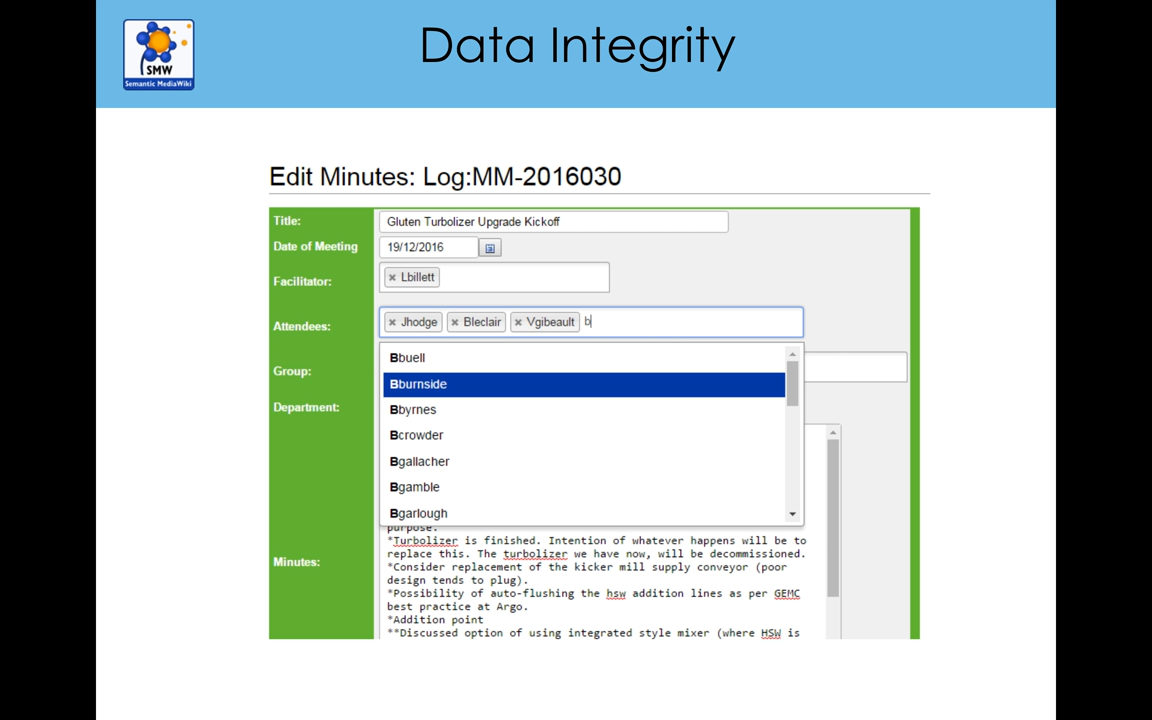 Data Integrity
SMW
Semantic MediaWiki
Edit Minutes: Log:MM-2016030
Title: Gluten Turbolizer Upgrade Kickoff
Date of Meeting 19/12/2016
Facilitator: × Lbillett
Attendees: × Jhodge × Bleclair × Vgibeault b
Bbuell
Group:
Bburnside
Department:
Bbyrnes
Bcrowder
Bgallacher
Bgamble
Bgarlough
purpose.
*Turbolizer is finished. Intention of whatever happens will be to
replace this. The turbolizer we have now, will be decommissioned.
Minutes:
*Consider replacement of the kicker mill supply conveyor (poor
design tends to plug).
*Possibility of auto-flushing the hsw addition lines as per GEMC
best practice at Argo.
*Addition point
**Discussed option of using integrated style mixer (where HSW is